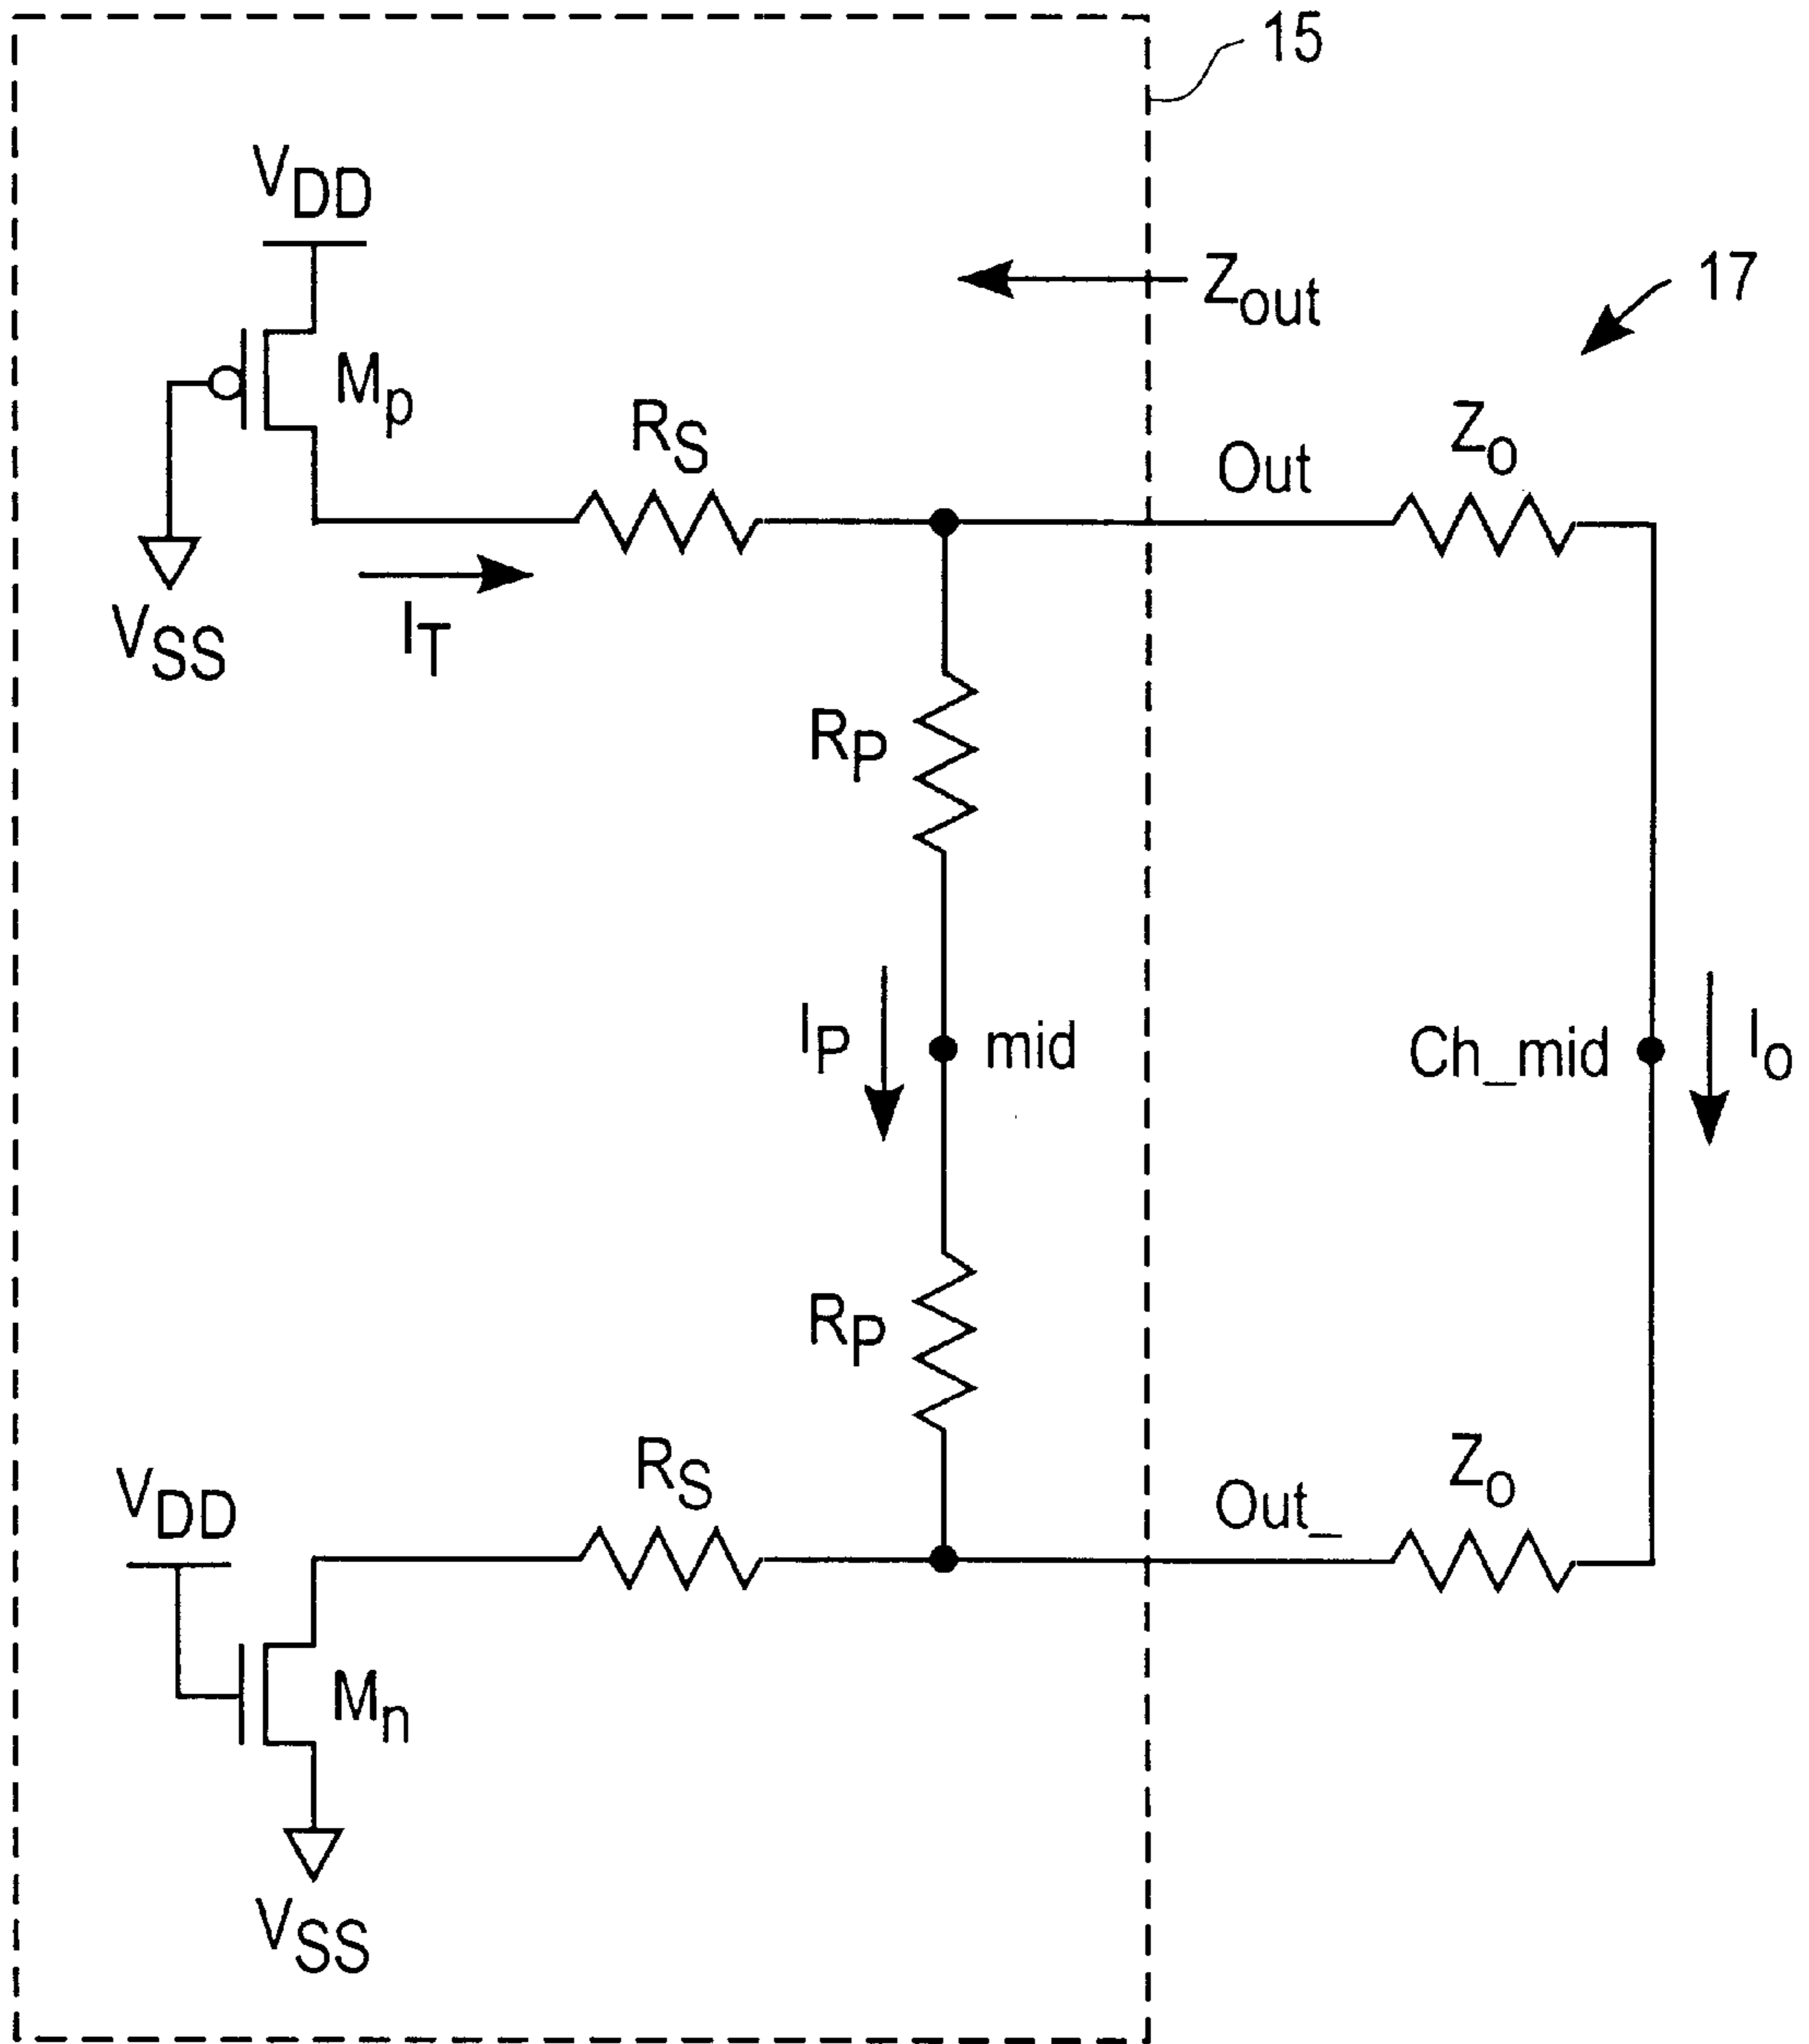 15
VDD
Zout
17
Mp
RS
Out
Zo
VSS
IT
RP
IP
mid
Ch_mid
Io
RP
RS
Out_
Zo
VDD
Mn
VSS